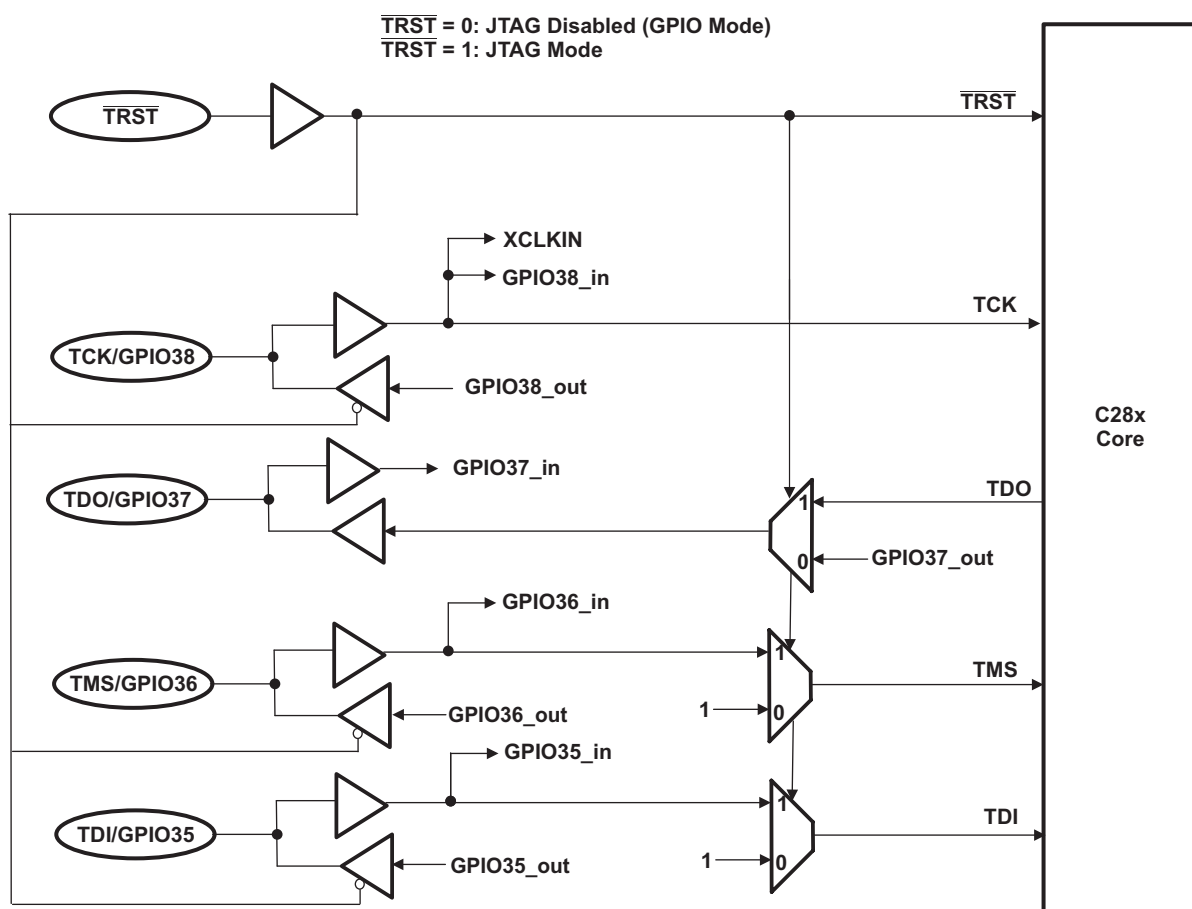 TRST = 0: JTAG Disabled (GPIO Mode)
TRST = 1: JTAG Mode
TRST
TRST
XCLKIN
GPIO38_in
TCK
TCK/GPIO38
GPIO38_out
C28x
Core
GPIO37_in
TDO/GPIO37
TDO
1
0
GPIO37_out
GPIO36_in
1
TMS/GPIO36
TMS
GPIO36_out
1
0
GPIO35_in
1
TDI/GPIO35
TDI
GPIO35_out
1
0